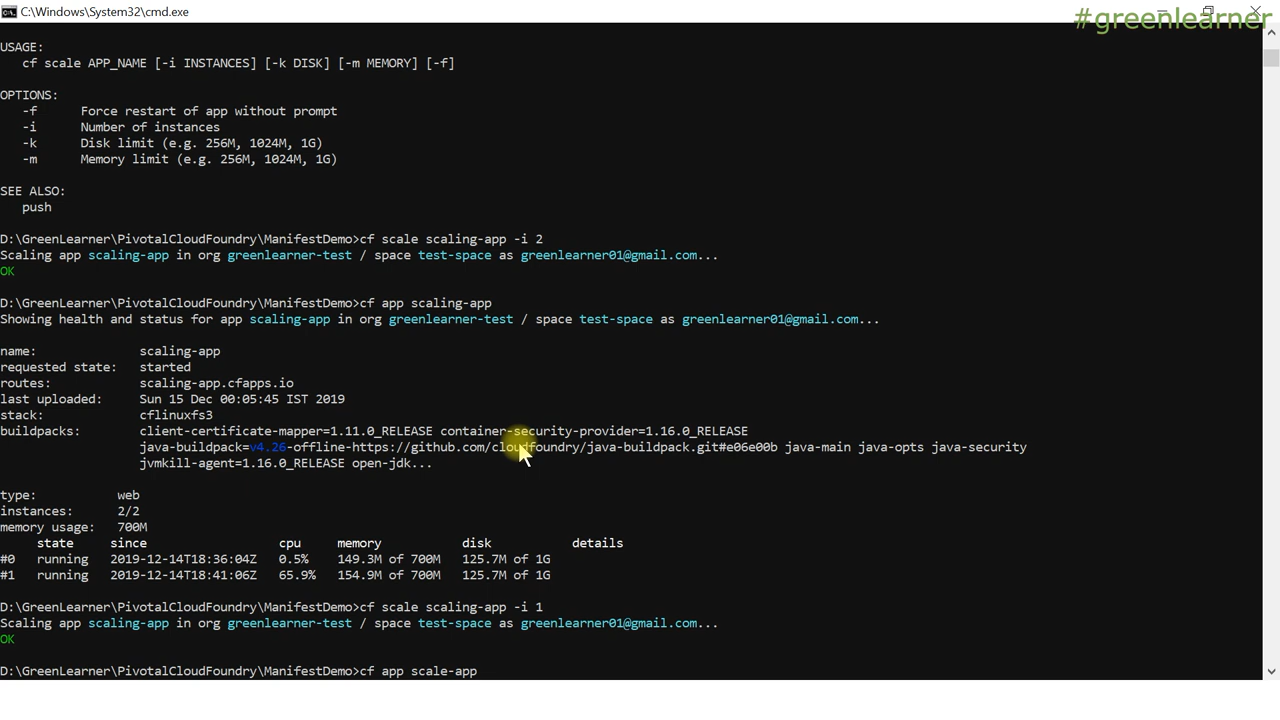 C:\Windows\System32\cmd.exe
#greenlearner
USAGE:
cf scale APP_NAME [-i INSTANCES] [-k DISK] [-m MEMORY] [-f]
OPTIONS:
-f Force restart of app without prompt
-i Number of instances
-k Disk limit (e.g. 256M, 1024M, 1G)
-m Memory limit (e.g. 256M, 1024M, 1G)
SEE ALSO:
push
D:\GreenLearner\PivotalCloudFoundry\ManifestDemo>cf scale scaling-app -i 2
Scaling app scaling-app in org greenlearner-test / space test-space as greenlearner01@gmail.com...
OK
D:\GreenLearner\PivotalCloudFoundry\ManifestDemo>cf app scaling-app
Showing health and status for app scaling-app in org greenlearner-test / space test-space as greenlearner01@gmail.com...
name: scaling-app
requested state: started
routes: scaling-app.cfapps.io
last uploaded: Sun 15 Dec 00:05:45 IST 2019
stack: cflinuxfs3
buildpacks: client-certificate-mapper=1.11.0_RELEASE container-security-provider=1.16.0_RELEASE
java-buildpack=v4.26-offline-https://github.com/cloudfoundry/java-buildpack.git#e06e00b java-main java-opts java-security
jvmkill-agent=1.16.0_RELEASE open-jdk...
type: web
instances: 2/2
memory usage: 700M
state since cpu memory disk details
#0 running 2019-12-14T18:36:04Z 0.5% 149.3M of 700M 125.7M of 1G
#1 running 2019-12-14T18:41:06Z 65.9% 154.9M of 700M 125.7M of 1G
D:\GreenLearner\PivotalCloudFoundry\ManifestDemo>cf scale scaling-app -i 1
Scaling app scaling-app in org greenlearner-test / space test-space as greenlearner01@gmail.com...
OK
D:\GreenLearner\PivotalCloudFoundry\ManifestDemo>cf app scale-app